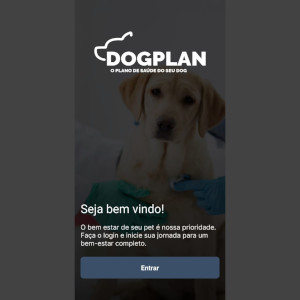 DOGPLAN
O PLANO DE SAÚDE DO SEU DOG
Seja bem vindo!
O bem estar de seu pet é nossa prioridade.
Faça o login e inicie sua jornada para um
bem-estar completo.
Entrar